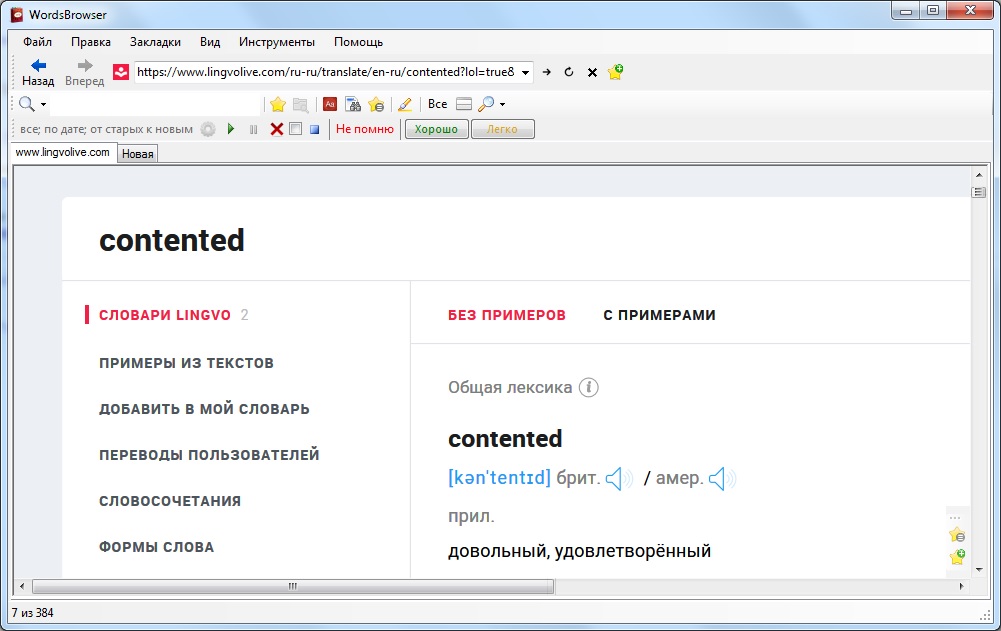 WordsBrowser
Файл Правка Закладки Вид Инструменты Помощь
Назад Вперед https://www.lingvolive.com/ru-ru/translate/en-ru/contented?lol=true&
Aa Все
все; по дате; от старых к новым Не помню Хорошо Легко
www.lingvolive.com Новая
contented
СЛОВАРИ LINGVO 2
БЕЗ ПРИМЕРОВ С ПРИМЕРАМИ
ПРИМЕРЫ ИЗ ТЕКСТОВ
ДОБАВИТЬ В МОЙ СЛОВАРЬ
ПЕРЕВОДЫ ПОЛЬЗОВАТЕЛЕЙ
СЛОВОСОЧЕТАНИЯ
ФОРМЫ СЛОВА
Общая лексика i
contented
[kən'tentɪd] брит. / амер.
прил.
довольный, удовлетворённый
7 из 384